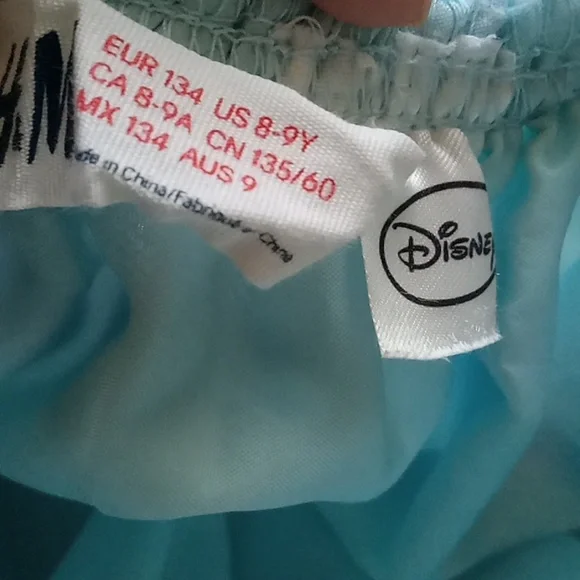 H&M
EUR 134 US 8-9Y
CA 8-9A CN 135/60
MX 134 AUS 9
Made in China/Fabriqué en Chine
DISNEY